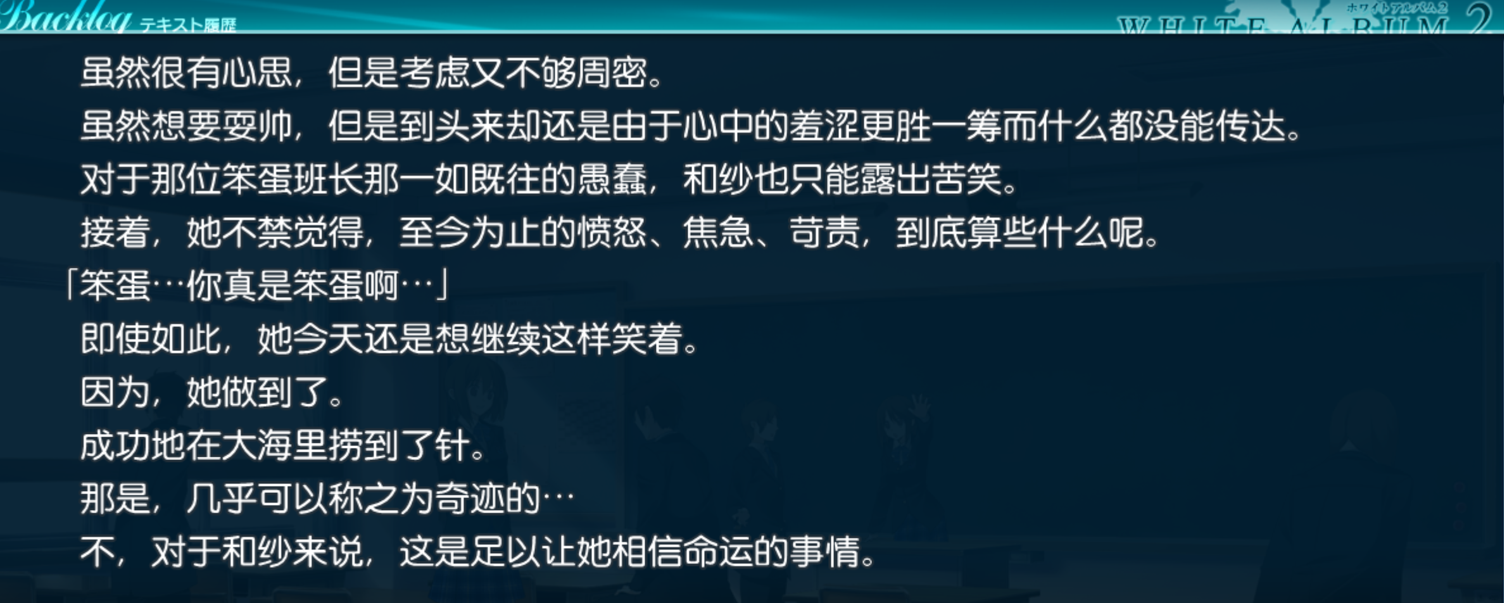 Backlog テキスト履歴
ホワイトアルバム2
WHITE ALBUM 2
虽然很有心思，但是考虑又不够周密。
虽然想要耍帅，但是到头来却还是由于心中的羞涩更胜一筹而什么都没能传达。
对于那位笨蛋班长那一如既往的愚蠢，和纱也只能露出苦笑。
接着，她不禁觉得，至今为止的愤怒、焦急、苛责，到底算些什么呢。
「笨蛋…你真是笨蛋啊…」
即使如此，她今天还是想继续这样笑着。
因为，她做到了。
成功地在大海里捞到了针。
那是，几乎可以称之为奇迹的…
不，对于和纱来说，这是足以让她相信命运的事情。